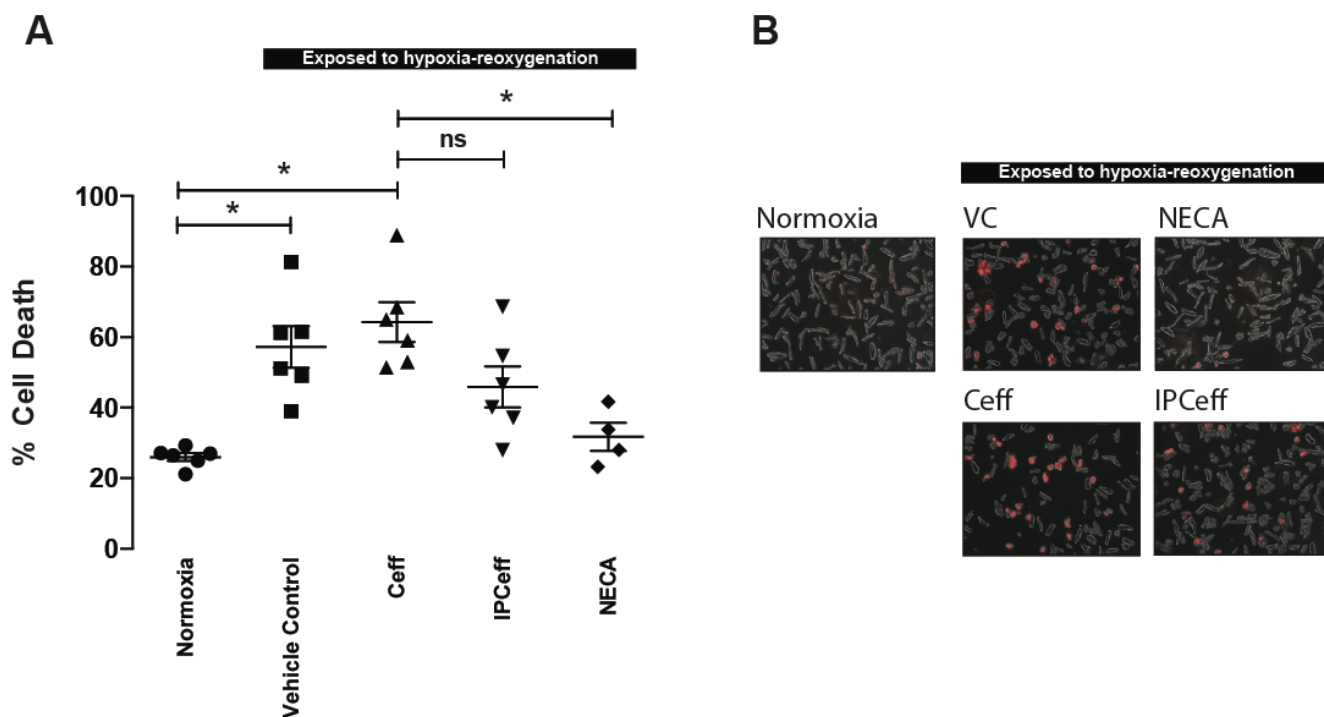 A
Exposed to hypoxia-reoxygenation
*
ns
*
*
100
80
60
40
20
0
% Cell Death
Normoxia
Vehicle Control
Ceff
IPCeff
NECA
B
Exposed to hypoxia-reoxygenation
Normoxia
VC
NECA
Ceff
IPCeff